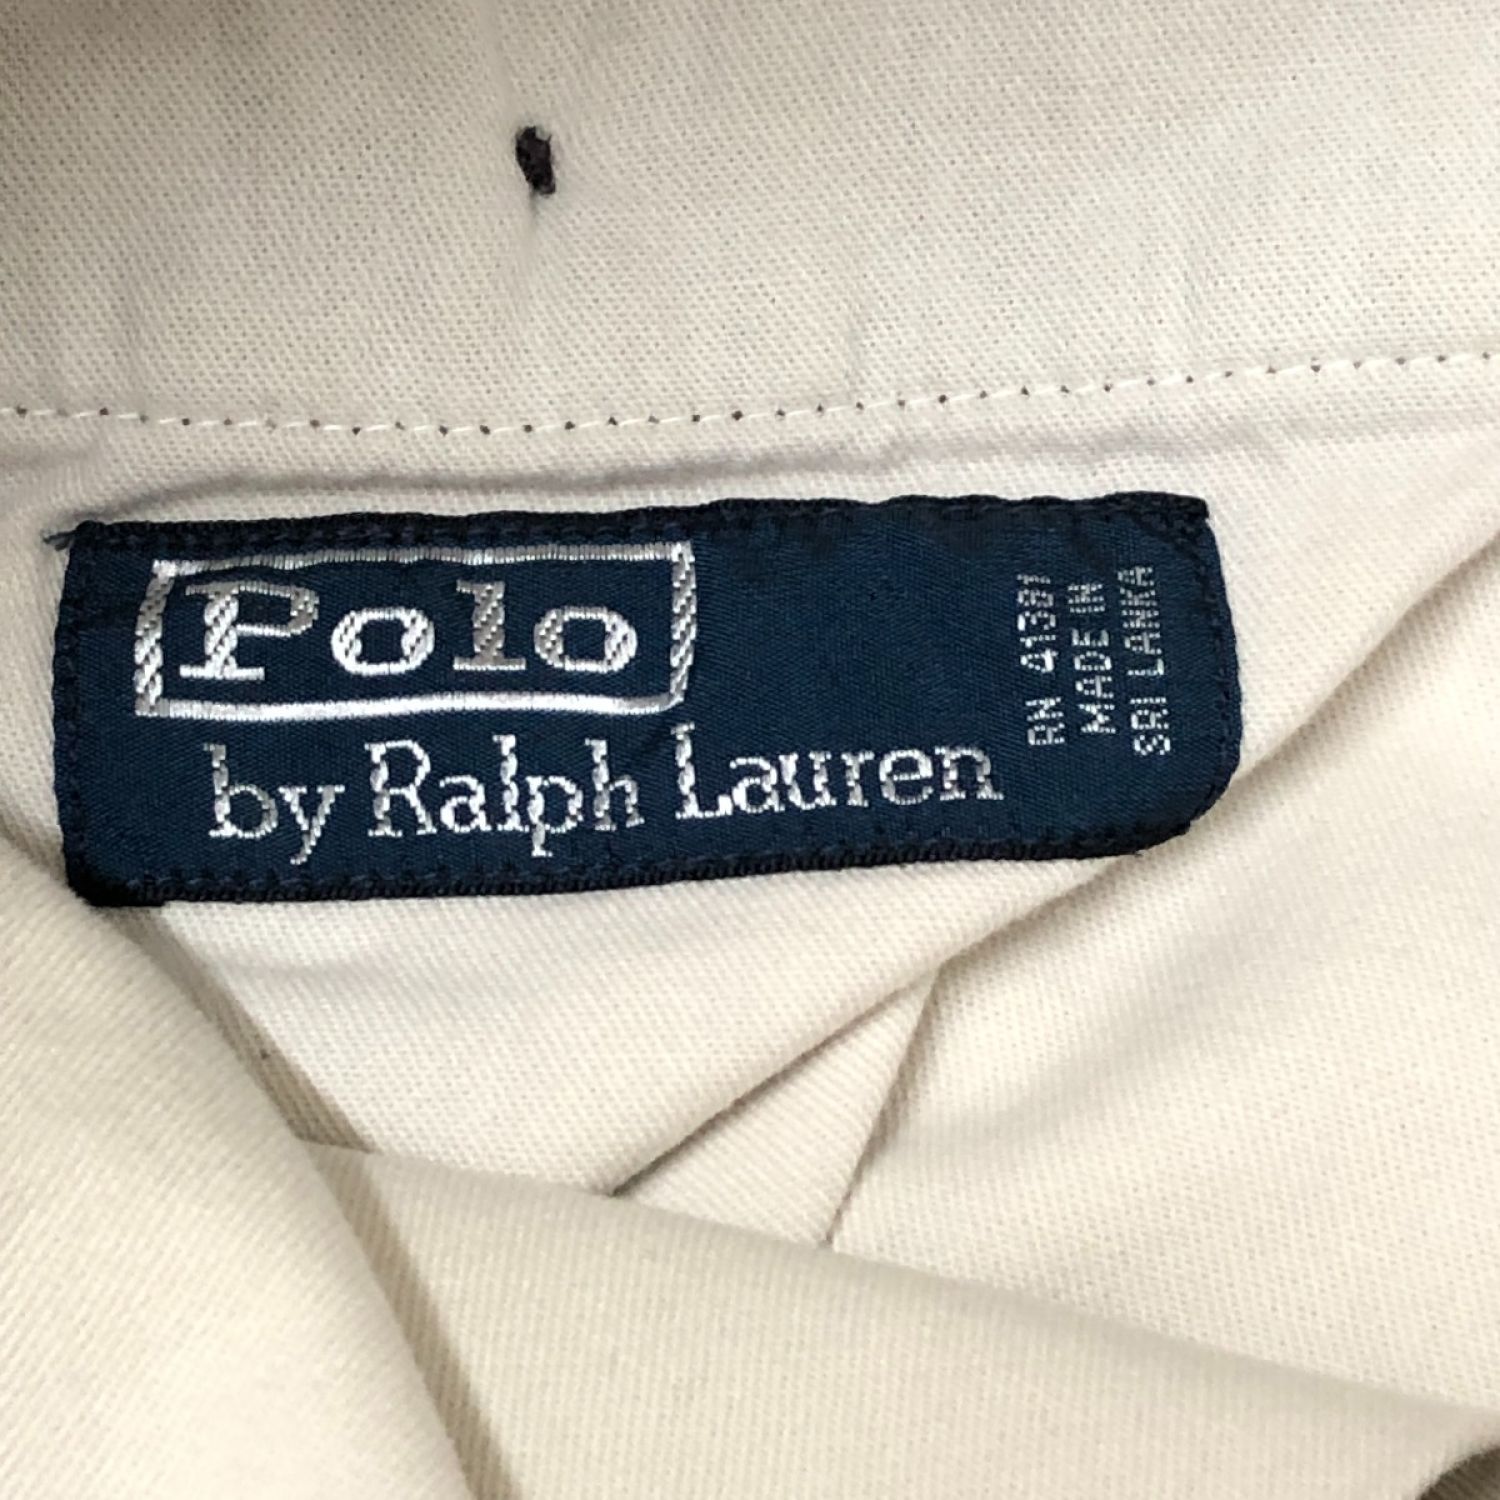 Polo
by Ralph Lauren
RN 41381
MADE IN
SRI LANKA